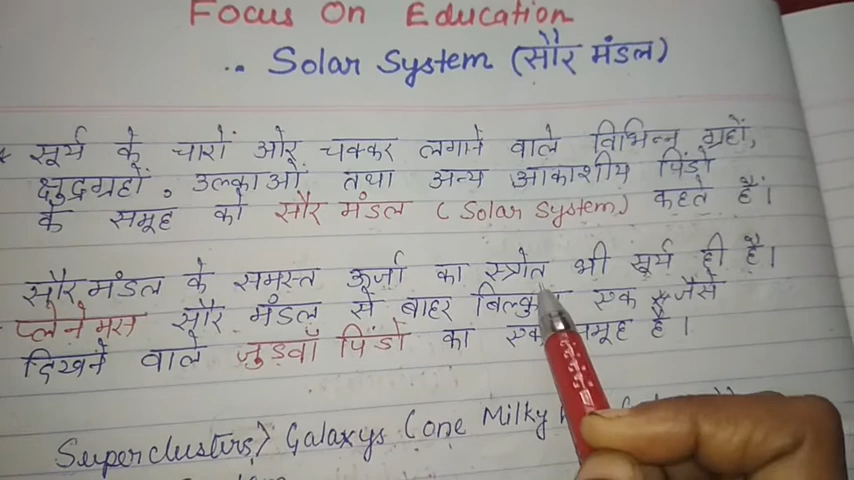 Focus On Education
.. Solar System (सौर मंडल)
* सूर्य के चारों ओर चक्कर लगाने वाले विभिन्न ग्रहों,
क्षुद्रग्रहों, उल्काओं तथा अन्य आकाशीय पिंडो
के समूह को सौर मंडल (Solar System) कहते हैं।
सौर मंडल के समस्त ऊर्जा का स्त्रोत भी सूर्य ही है।
- प्लेनेमस सौर मंडल से बाहर एक जैसे
दिखने वाले जुड़वाँ पिंडो का एक समूह है।
Superclusters> Galaxys (one Milky